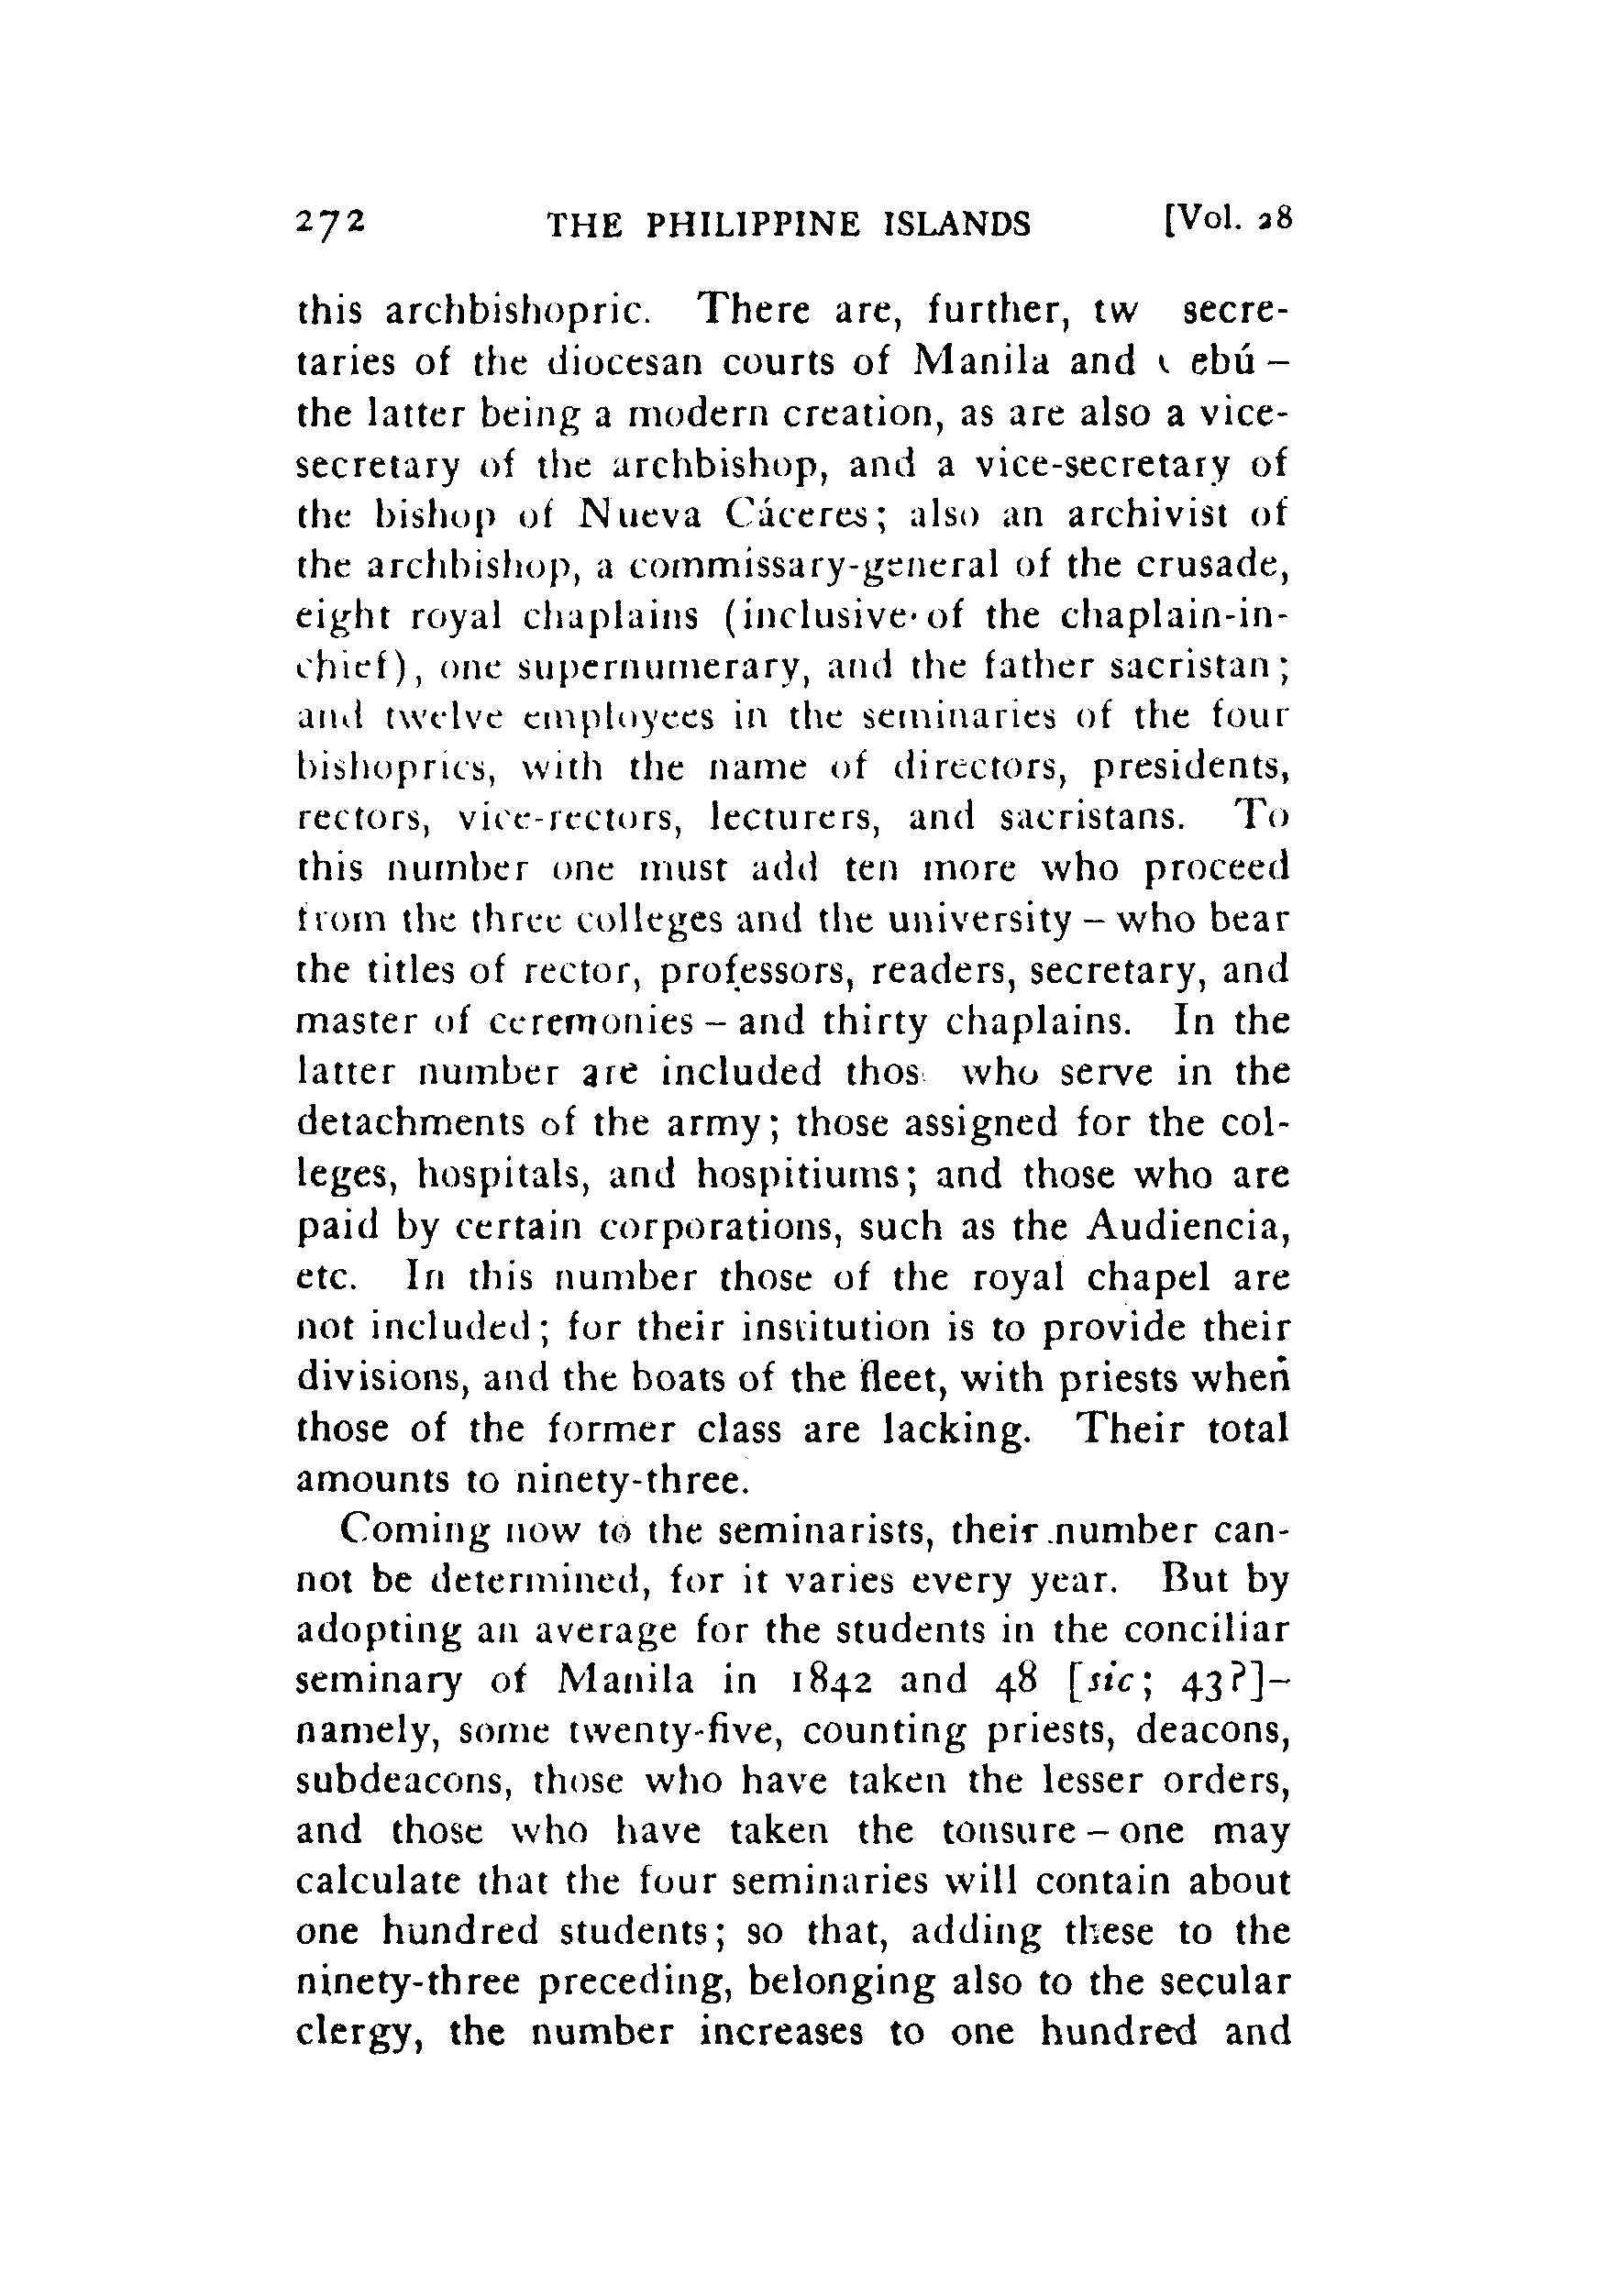 272 THE PHILIPPINE ISLANDS [Vol. 28
this archbishopric. There are, further, tw secre-
taries of the diocesan courts of Manila and ebú –
the latter being a modern creation, as are also a vice-
secretary of the archbishop, and a vice-secretary of
the bishop of Nueva Cáceres; also an archivist of
the archbishop, a commissary-general of the crusade,
eight royal chaplains (inclusive of the chaplain-in-
chief), one supernumerary, and the father sacristan;
and twelve employees in the seminaries of the four
bishoprics, with the name of directors, presidents,
rectors, vice-rectors, lecturers, and sacristans. To
this number one must add ten more who proceed
from the three colleges and the university – who bear
the titles of rector, professors, readers, secretary, and
master of ceremonies – and thirty chaplains. In the
latter number are included thos who serve in the
detachments of the army; those assigned for the col-
leges, hospitals, and hospitiums; and those who are
paid by certain corporations, such as the Audiencia,
etc. In this number those of the royal chapel are
not included; for their institution is to provide their
divisions, and the boats of the fleet, with priests when
those of the former class are lacking. Their total
amounts to ninety-three.
Coming now to the seminarists, their number can-
not be determined, for it varies every year. But by
adopting an average for the students in the conciliar
seminary of Manila in 1842 and 48 [sic; 43?]–
namely, some twenty-five, counting priests, deacons,
subdeacons, those who have taken the lesser orders,
and those who have taken the tonsure – one may
calculate that the four seminaries will contain about
one hundred students; so that, adding these to the
ninety-three preceding, belonging also to the secular
clergy, the number increases to one hundred and